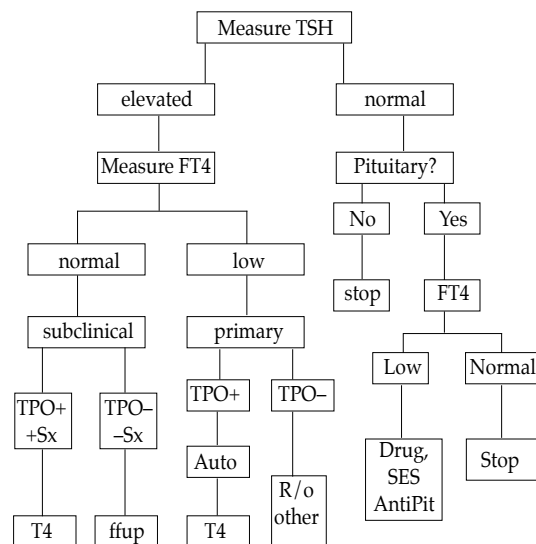 Measure TSH
elevated
normal
Measure FT4
Pituitary?
No
Yes
normal
low
stop
FT4
subclinical
primary
Low
Normal
TPO+
+Sx
TPO–
–Sx
TPO+
TPO–
Auto
Drug,
SES
AntiPit
Stop
R/o
other
T4
ffup
T4